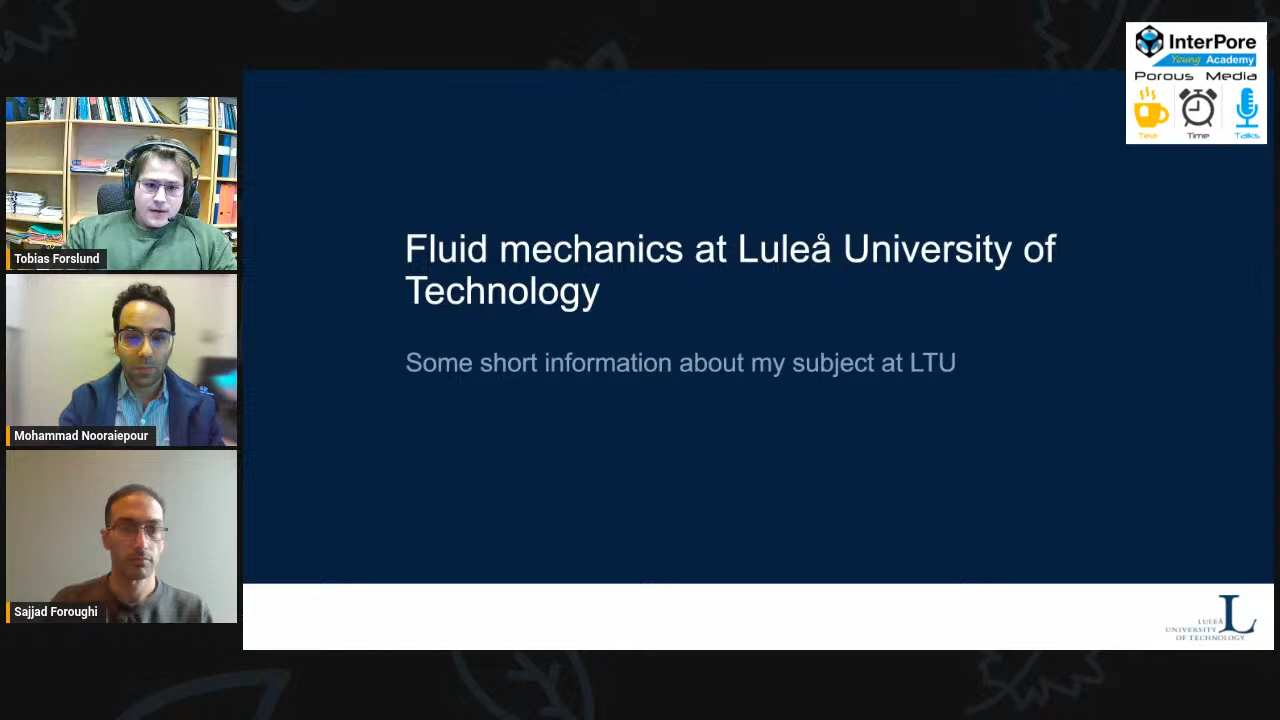 InterPore
Young Academy
Porous Media
Tea Time Talks
Tobias Forslund
Mohammad Nooraiepour
Sajjad Foroughi
Fluid mechanics at Luleå University of
Technology
Some short information about my subject at LTU
LULEÅ
UNIVERSITY
OF TECHNOLOGY
L